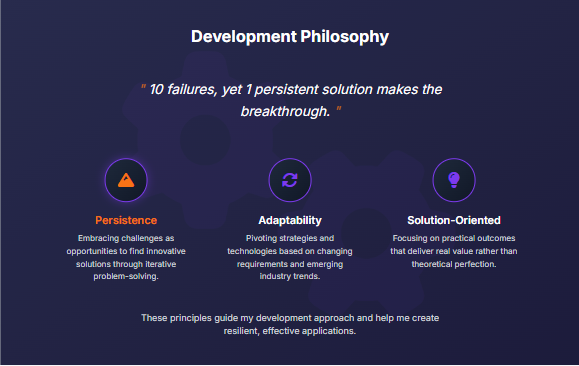 Development Philosophy
" 10 failures, yet 1 persistent solution makes the
breakthrough. "
Persistence
Embracing challenges as
opportunities to find innovative
solutions through iterative
problem-solving.
Adaptability
Pivoting strategies and
technologies based on changing
requirements and emerging
industry trends.
Solution-Oriented
Focusing on practical outcomes
that deliver real value rather than
theoretical perfection.
These principles guide my development approach and help me create
resilient, effective applications.